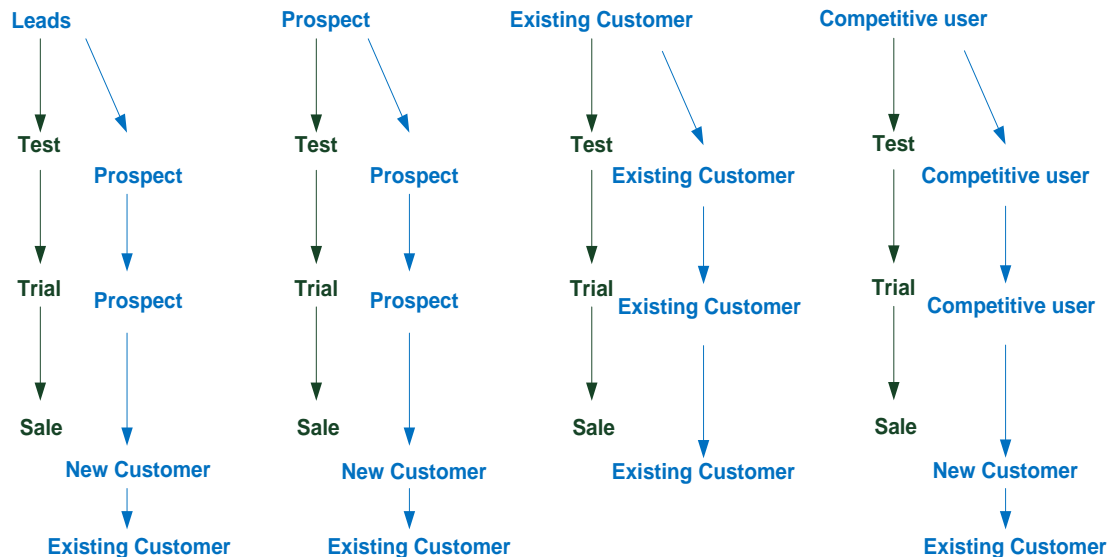 Leads
Prospect
Existing Customer
Competitive user
Test
Test
Test
Test
Prospect
Prospect
Existing Customer
Competitive user
Trial
Trial
Trial
Trial
Prospect
Prospect
Existing Customer
Competitive user
Sale
Sale
Sale
Sale
New Customer
New Customer
Existing Customer
New Customer
Existing Customer
Existing Customer
Existing Customer